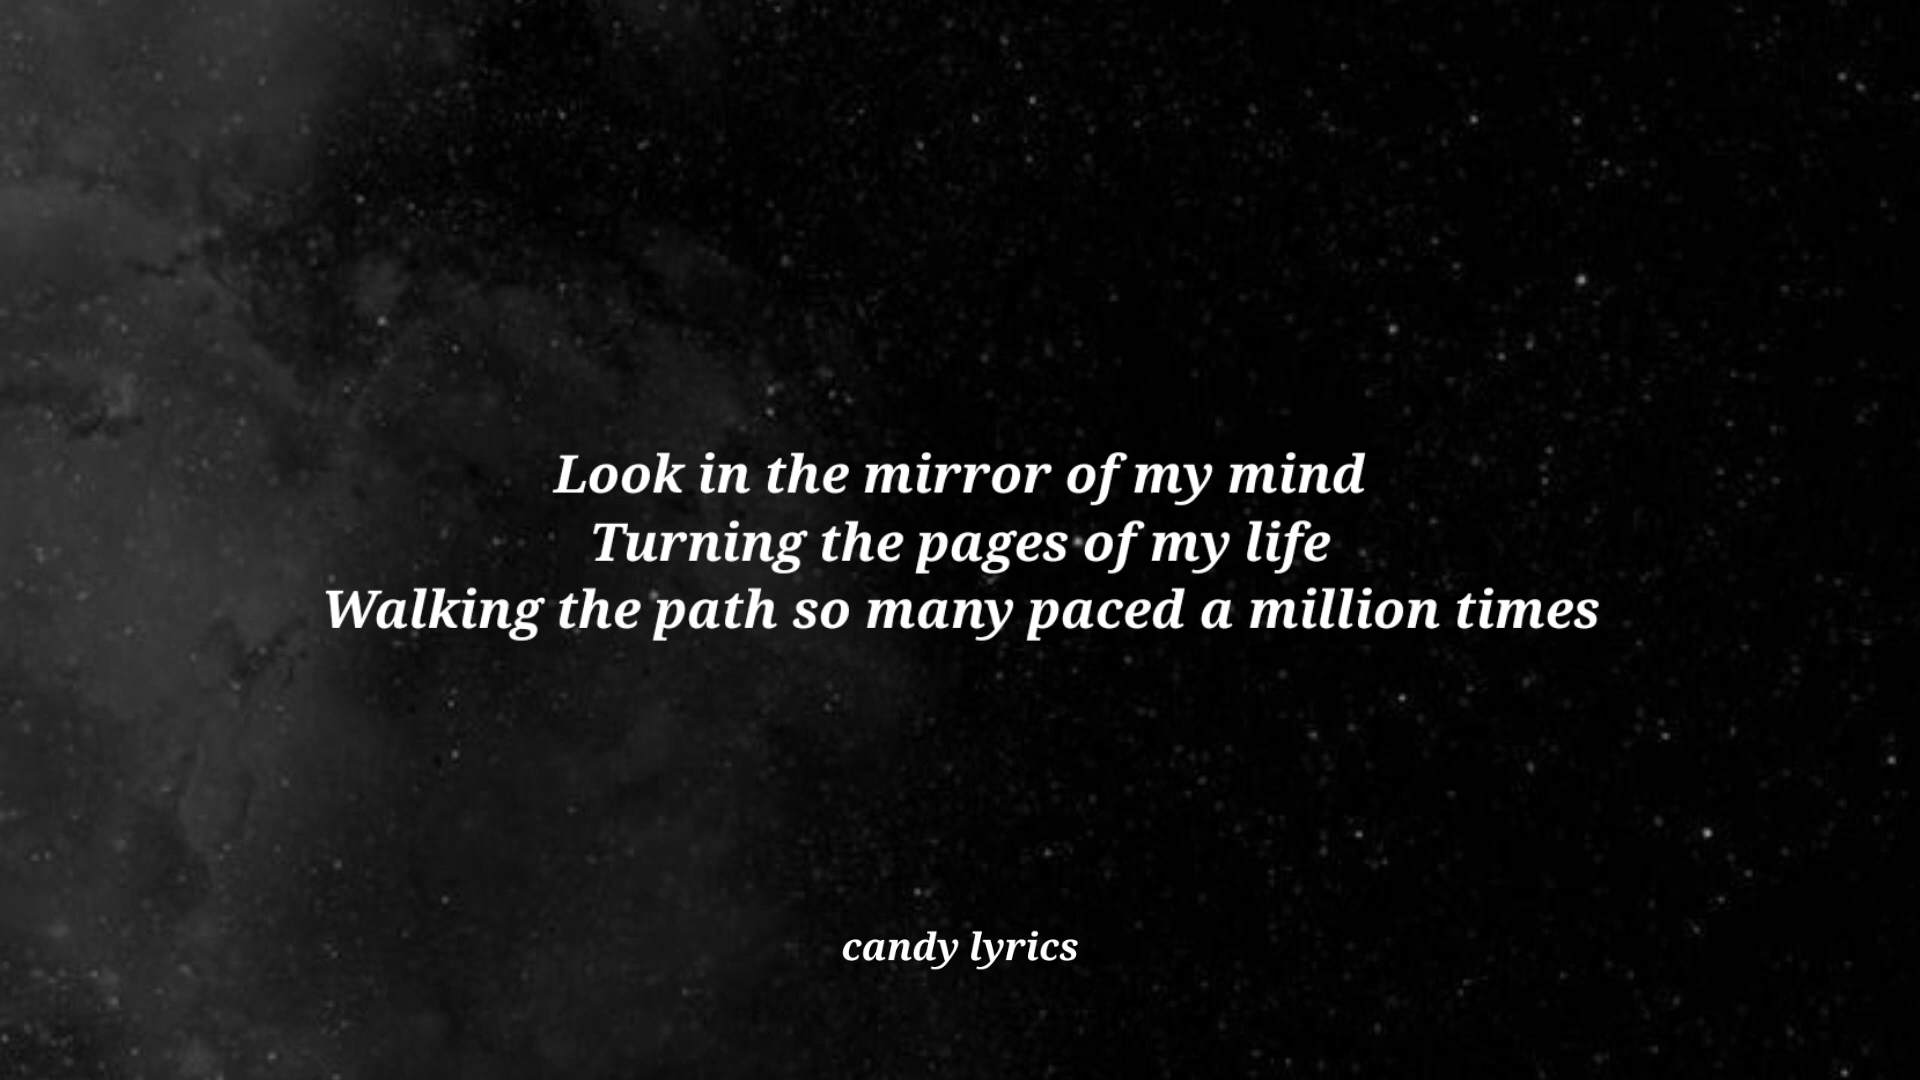 Look in the mirror of my mind
Turning the pages of my life
Walking the path so many paced a million times
candy lyrics